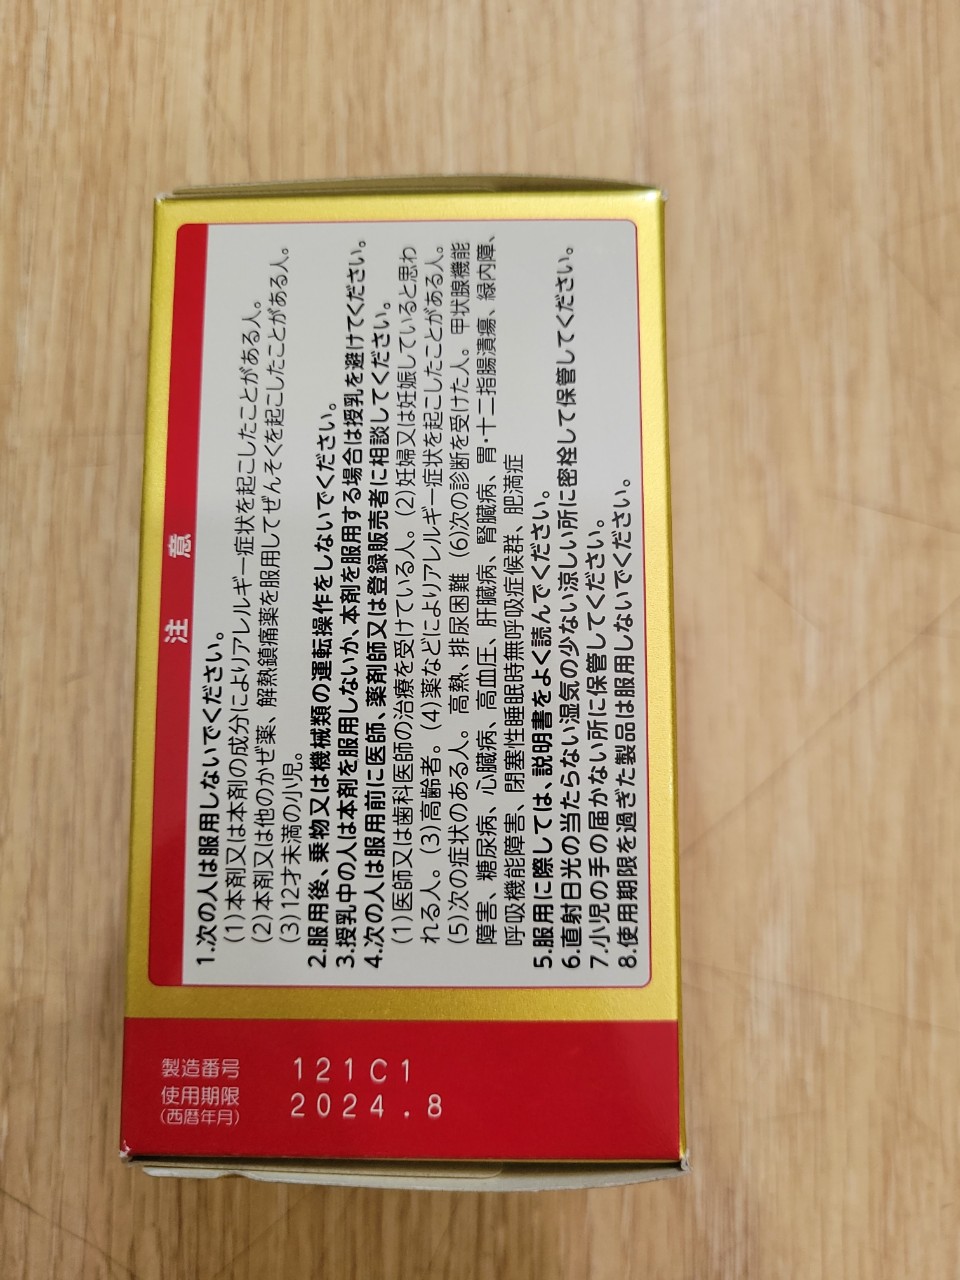 注意
1.次の人は服用しないでください。
(1)本剤又は本剤の成分によりアレルギー症状を起こしたことがある人。
(2)本剤又は他のかぜ薬、解熱鎮痛薬を服用してぜんそくを起こしたことがある人。
(3)12才未満の小児。
2.服用後、乗物又は機械類の運転操作をしないでください。
3.授乳中の人は本剤を服用しないか、本剤を服用する場合は授乳を避けてください。
4.次の人は服用前に医師、薬剤師又は登録販売者に相談してください。
(1)医師又は歯科医師の治療を受けている人。(2)妊婦又は妊娠していると思わ
れる人。(3)高齢者。(4)薬などによりアレルギー症状を起こしたことがある人。
(5)次の症状のある人。高熱、排尿困難 (6)次の診断を受けた人。甲状腺機能
障害、糖尿病、心臓病、高血圧、肝臓病、腎臓病、胃・十二指腸潰瘍、緑内障、
呼吸機能障害、閉塞性睡眠時無呼吸症候群、肥満症
5.服用に際しては、説明書をよく読んでください。
6.直射日光の当たらない湿気の少ない涼しい所に密栓して保管してください。
7.小児の手の届かない所に保管してください。
8.使用期限を過ぎた製品は服用しないでください。
製造番号 121C1
使用期限 2024.8
(西暦年月)